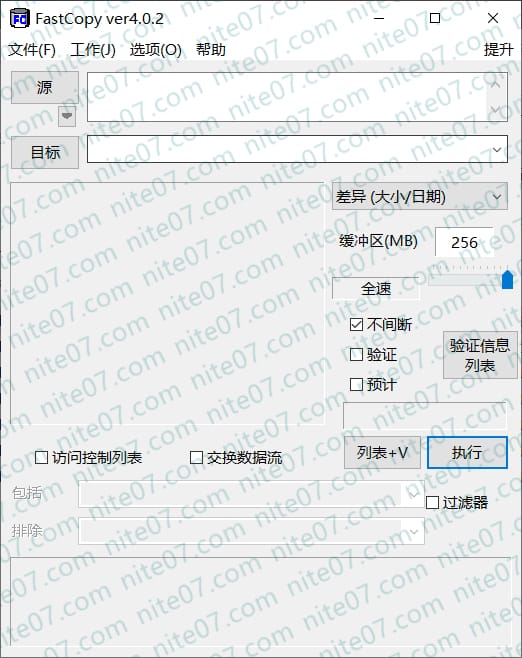 FastCopy ver4.0.2
文件(F) 工作(J) 选项(O) 帮助 提升
源
目标
差异 (大小/日期)
缓冲区(MB) 256
全速
不间断
验证
验证信息
列表
预计
列表+V 执行
访问控制列表 交换数据流
包括
过滤器
排除
nite07.com